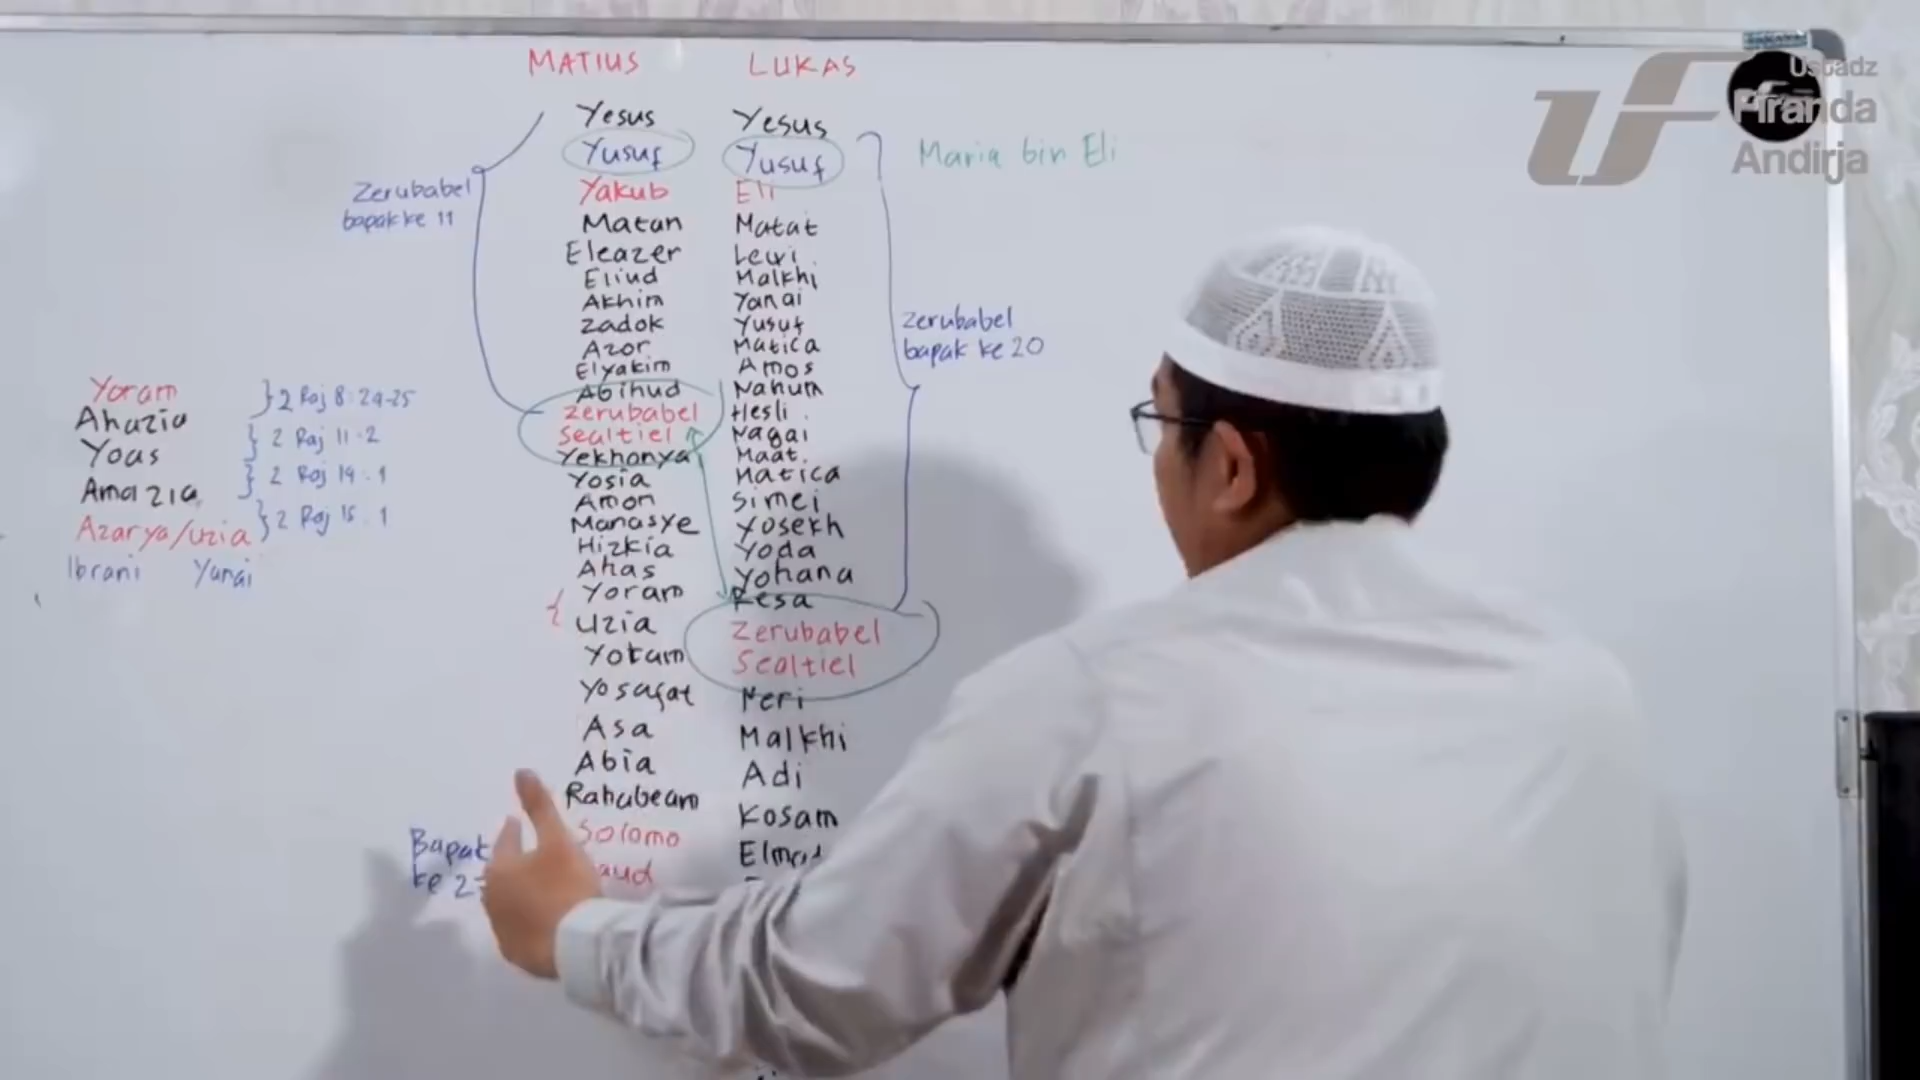 MATIUS LUKAS
Yesus Yesus
Yusuf Yusuf
Yakub Eli
Matan Matat
Eleazer Lewi
Eliud Malkhi
Akhim Yanai
Zadok Yusuf
Azor Matica
Elyakim Amos
Abihud Nahum
Zerubabel Hesli
Sealtiel Nagai
Yekhonya Maat
Yosia Matica
Amon Simei
Manasye Yosekh
Hizkia Yoda
Ahas Yohana
Yoram Resa
Uzia Zerubabel
Yotam Sealtiel
Yosafat Neri
Asa Malkhi
Abia Adi
Rahabeam Kosam
Solomo
Maria bin Eli
Zerubabel
bapak ke 11
Zerubabel
bapak ke 20
Yoram 2 Raj 8:24-25
Ahazia 2 Raj 11:2
Yoas 2 Raj 14:1
Amazia 2 Raj 15:1
Azarya/Uzia
Ibrani Yunai
Bapak
ke
Ustadz
Firanda
Andirja